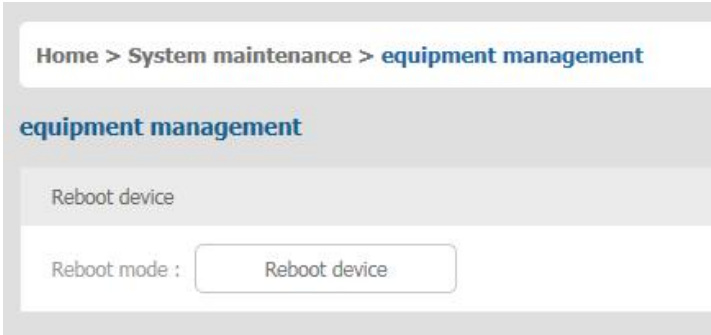 Home > System maintenance > equipment management
equipment management
Reboot device
Reboot mode : Reboot device